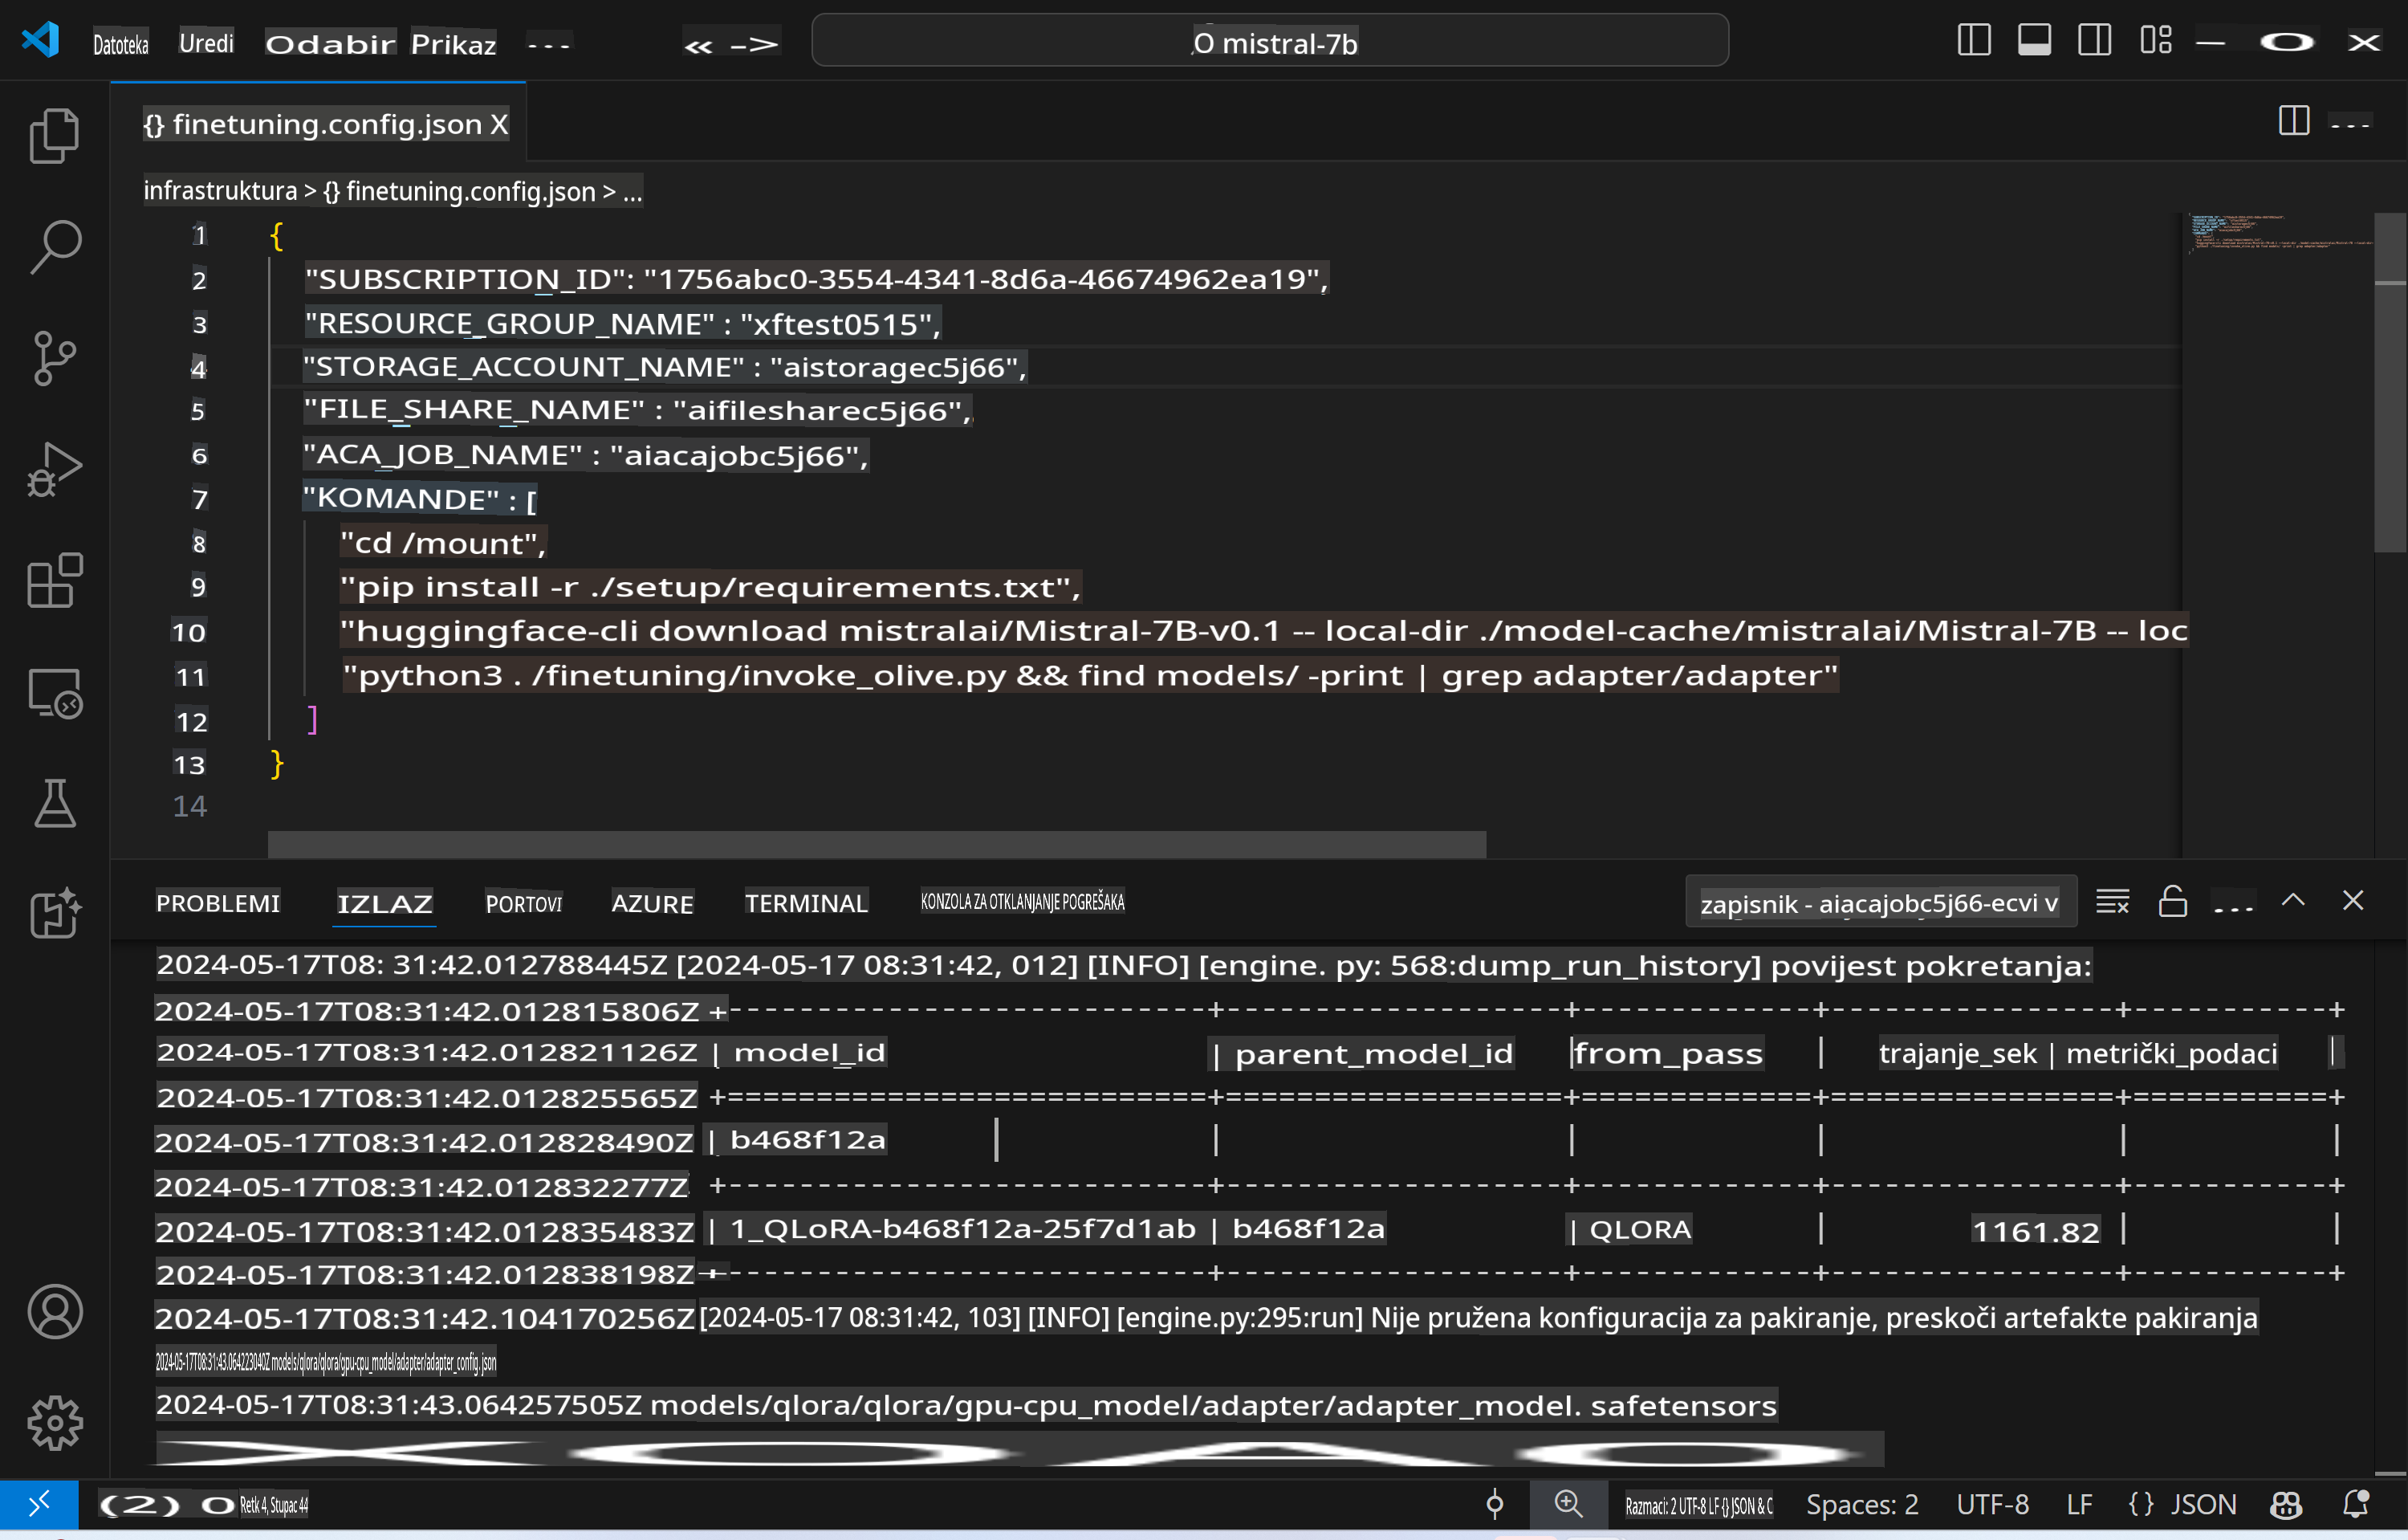 Datoteka Uredi Odabir Prikaz ... « -> O mistral-7b
{} finetuning.config.json X
infrastruktura > {} finetuning.config.json > ...
1 {
2 "SUBSCRIPTION_ID": "1756abc0-3554-4341-8d6a-46674962ea19",
3 "RESOURCE_GROUP_NAME" : "xftest0515",
4 "STORAGE_ACCOUNT_NAME" : "aistoragec5j66",
5 "FILE_SHARE_NAME" : "aifilesharec5j66",
6 "ACA_JOB_NAME" : "aiacajobc5j66",
7 "KOMANDE" : [
8 "cd /mount",
9 "pip install -r ./setup/requirements.txt",
10 "huggingface-cli download mistralai/Mistral-7B-v0.1 -- local-dir ./model-cache/mistralai/Mistral-7B -- loc
11 "python3 . /finetuning/invoke_olive.py && find models/ -print | grep adapter/adapter"
12 ]
13 }
14
PROBLEMI IZLAZ PORTOVI AZURE TERMINAL KONZOLA ZA OTKLANJANJE POGREŠAKA zapisnik - aiacajobc5j66-ecvi v
2024-05-17T08: 31:42.012788445Z [2024-05-17 08:31:42, 012] [INFO] [engine. py: 568:dump_run_history] povijest pokretanja:
2024-05-17T08:31:42.012815806Z +---------------------------+-------------------+-------------+----------------+-----------+
2024-05-17T08:31:42.012821126Z | model_id | parent_model_id |from_pass | trajanje_sek | metrički_podaci |
2024-05-17T08:31:42.012825565Z +===========================+===================+=============+================+===========+
2024-05-17T08:31:42.012828490Z | b468f12a | | | | |
2024-05-17T08:31:42.012832277Z +---------------------------+-------------------+-------------+----------------+-----------+
2024-05-17T08:31:42.012835483Z | 1_QLoRA-b468f12a-25f7d1ab | b468f12a | QLORA | 1161.82 | |
2024-05-17T08:31:42.012838198Z +---------------------------+-------------------+-------------+----------------+-----------+
2024-05-17T08:31:42.104170256Z [2024-05-17 08:31:42, 103] [INFO] [engine.py:295:run] Nije pružena konfiguracija za pakiranje, preskoči artefakte pakiranja
2024-05-17T08:31:43.064223040Z models/qlora/qlora/gpu-cpu_model/adapter/adapter_config.json
2024-05-17T08:31:43.064257505Z models/qlora/qlora/gpu-cpu_model/adapter/adapter_model. safetensors
X O A O
(2) O Retk 4, Stupac 44 Razmaci: 2 UTF-8 LF {} JSON & C Spaces: 2 UTF-8 LF {} JSON